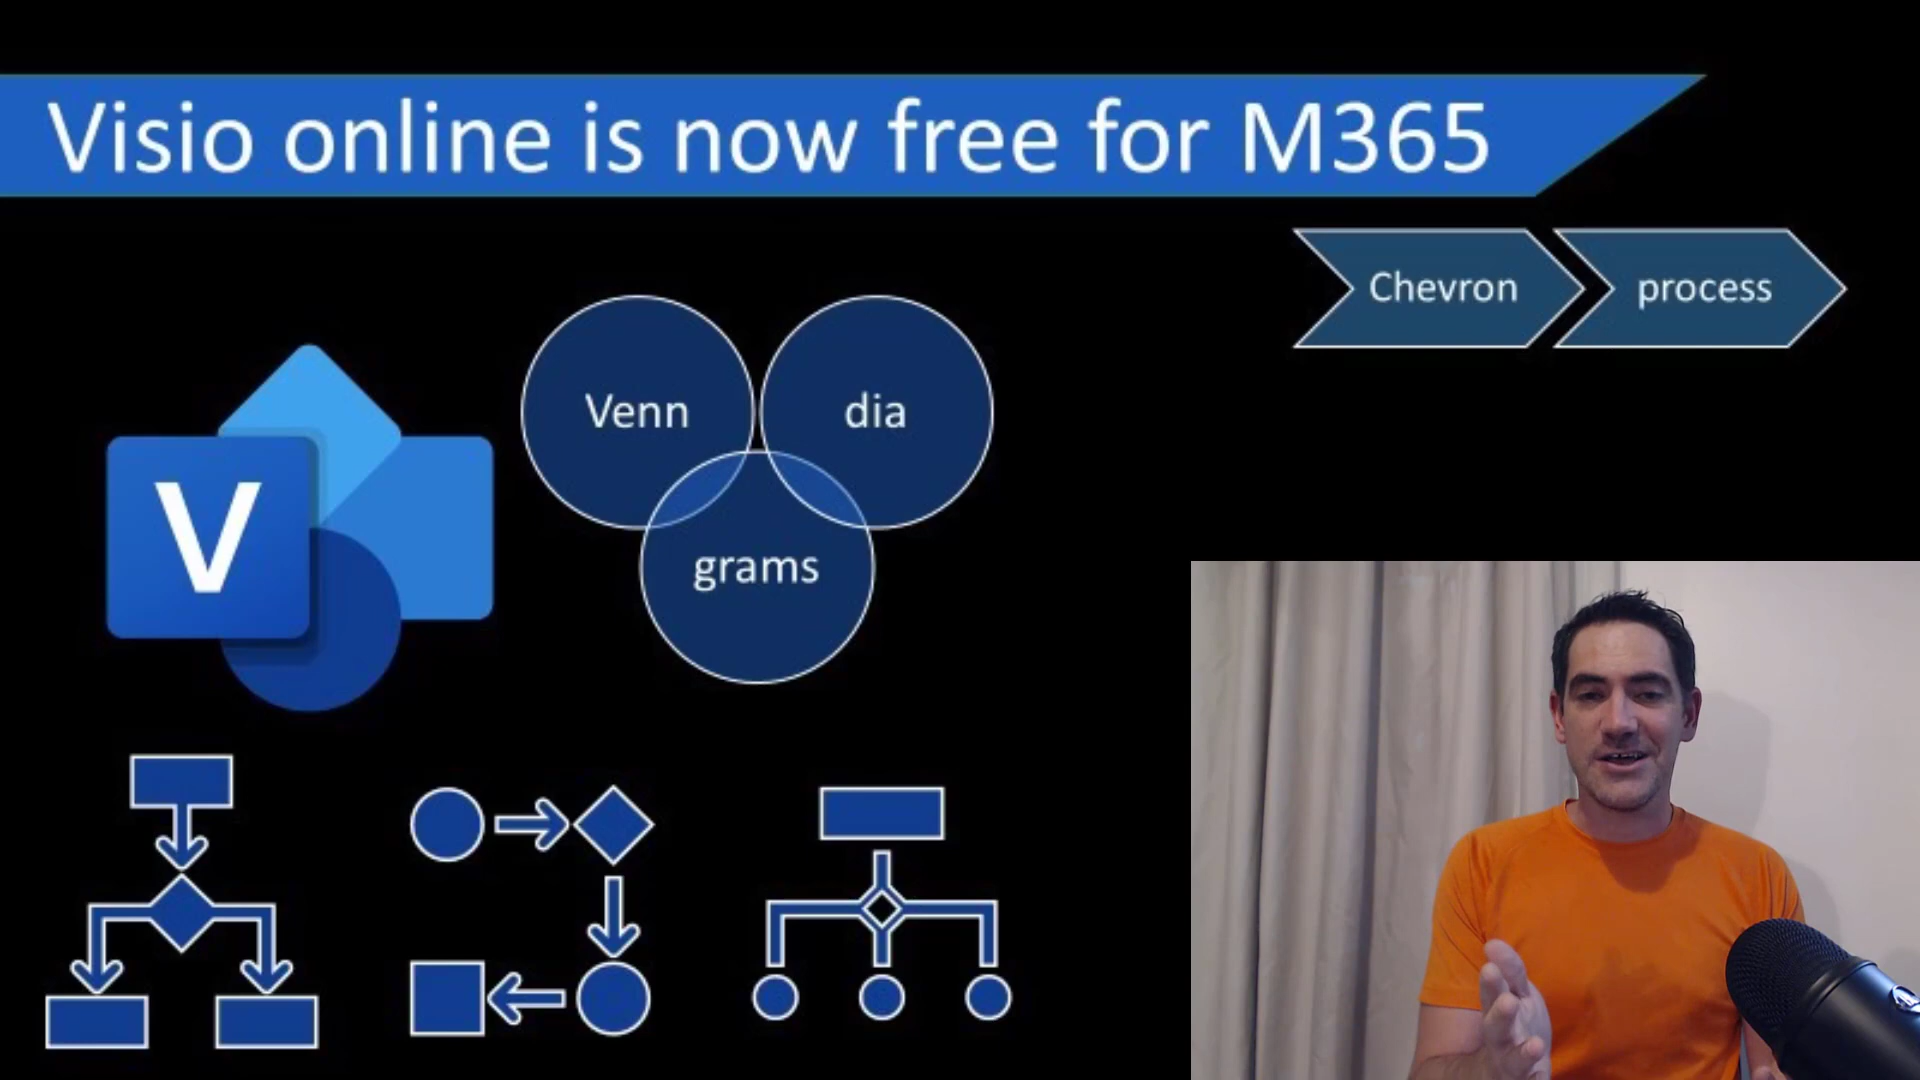 Visio online is now free for M365
Chevron
process
Venn
dia
grams
V